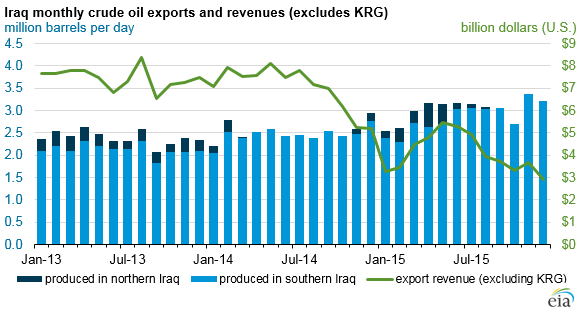 Iraq monthly crude oil exports and revenues (excludes KRG)
million barrels per day billion dollars (U.S.)
4.5 $9
4.0 $8
3.5 $7
3.0 $6
2.5 $5
2.0 $4
1.5 $3
1.0 $2
0.5 $1
0.0 $0
Jan-13 Jul-13 Jan-14 Jul-14 Jan-15 Jul-15
produced in northern Iraq produced in southern Iraq export revenue (excluding KRG)
eia